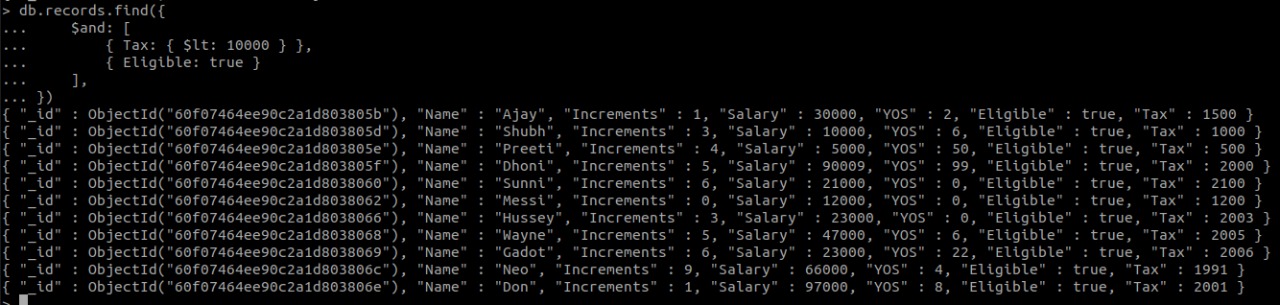 > db.records.find({
...     $and: [
...         { Tax: { $lt: 10000 } },
...         { Eligible: true }
...     ],
... })
{ "_id" : ObjectId("60f07464ee90c2a1d803805b"), "Name" : "Ajay", "Increments" : 1, "Salary" : 30000, "YOS" : 2, "Eligible" : true, "Tax" : 1500 }
{ "_id" : ObjectId("60f07464ee90c2a1d803805d"), "Name" : "Shubh", "Increments" : 3, "Salary" : 10000, "YOS" : 6, "Eligible" : true, "Tax" : 1000 }
{ "_id" : ObjectId("60f07464ee90c2a1d803805e"), "Name" : "Preeti", "Increments" : 4, "Salary" : 5000, "YOS" : 50, "Eligible" : true, "Tax" : 500 }
{ "_id" : ObjectId("60f07464ee90c2a1d803805f"), "Name" : "Dhoni", "Increments" : 5, "Salary" : 90009, "YOS" : 99, "Eligible" : true, "Tax" : 2000 }
{ "_id" : ObjectId("60f07464ee90c2a1d8038060"), "Name" : "Sunni", "Increments" : 6, "Salary" : 21000, "YOS" : 0, "Eligible" : true, "Tax" : 2100 }
{ "_id" : ObjectId("60f07464ee90c2a1d8038062"), "Name" : "Messi", "Increments" : 0, "Salary" : 12000, "YOS" : 0, "Eligible" : true, "Tax" : 1200 }
{ "_id" : ObjectId("60f07464ee90c2a1d8038066"), "Name" : "Hussey", "Increments" : 3, "Salary" : 23000, "YOS" : 0, "Eligible" : true, "Tax" : 2003 }
{ "_id" : ObjectId("60f07464ee90c2a1d8038068"), "Name" : "Wayne", "Increments" : 5, "Salary" : 47000, "YOS" : 6, "Eligible" : true, "Tax" : 2005 }
{ "_id" : ObjectId("60f07464ee90c2a1d8038069"), "Name" : "Gadot", "Increments" : 6, "Salary" : 23000, "YOS" : 22, "Eligible" : true, "Tax" : 2006 }
{ "_id" : ObjectId("60f07464ee90c2a1d803806c"), "Name" : "Neo", "Increments" : 9, "Salary" : 66000, "YOS" : 4, "Eligible" : true, "Tax" : 1991 }
{ "_id" : ObjectId("60f07464ee90c2a1d803806e"), "Name" : "Don", "Increments" : 1, "Salary" : 97000, "YOS" : 8, "Eligible" : true, "Tax" : 2001 }
>